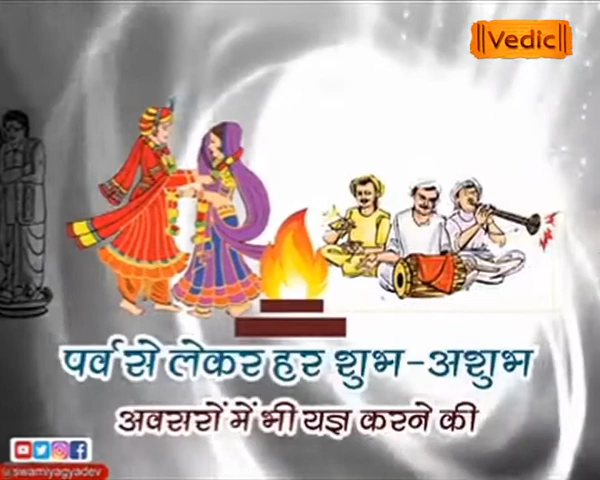 ||Vedic||
पर्व से लेकर हर शुभ-अशुभ
अवसरों में भी यज्ञ करने की
@swamiyagyadev